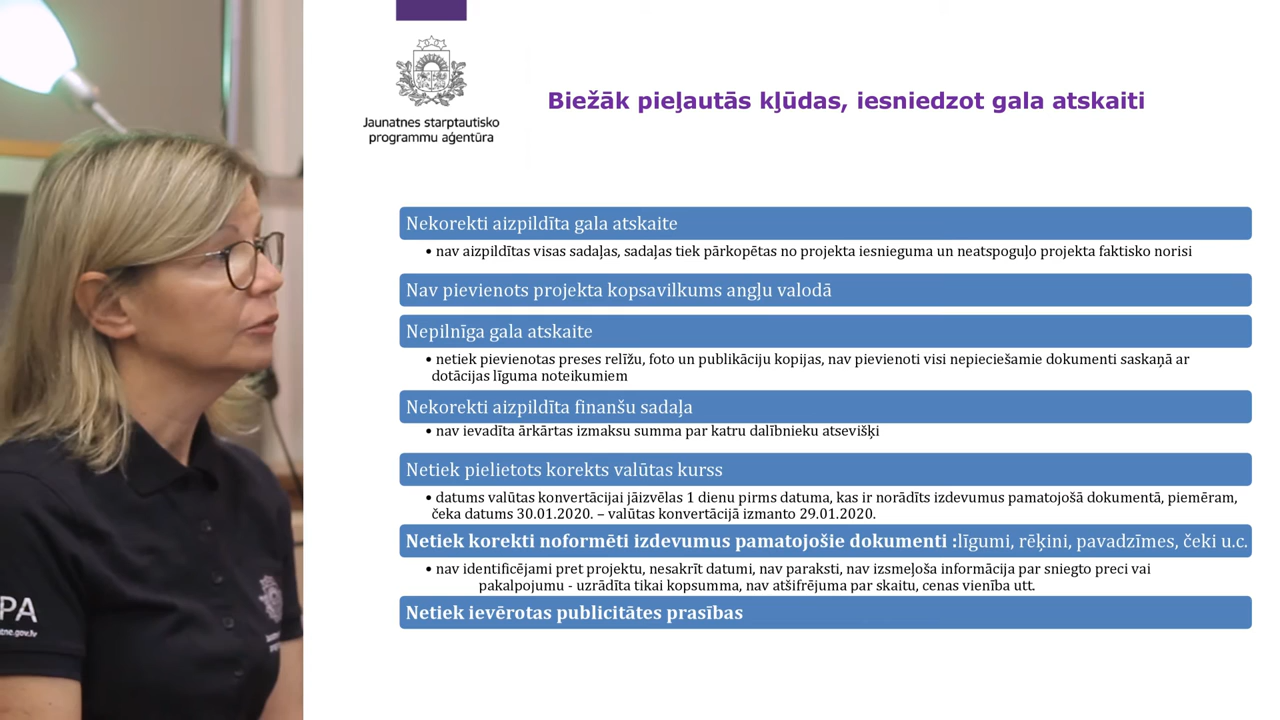 Jaunatnes starptautisko
programmu aģentūra
Biežāk pieļautās kļūdas, iesniedzot gala atskaiti
Nekorekti aizpildīta gala atskaite
• nav aizpildītas visas sadaļas, sadaļas tiek pārkopētas no projekta iesnieguma un neatspoguļo projekta faktisko norisi
Nav pievienots projekta kopsavilkums angļu valodā
Nepilnīga gala atskaite
• netiek pievienotas preses relīžu, foto un publikāciju kopijas, nav pievienoti visi nepieciešamie dokumenti saskaņā ar
dotācijas līguma noteikumiem
Nekorekti aizpildīta finanšu sadaļa
• nav ievadīta ārkārtas izmaksu summa par katru dalībnieku atsevišķi
Netiek pielietots korekts valūtas kurss
• datums valūtas konvertācijai jāizvēlas 1 dienu pirms datuma, kas ir norādīts izdevumus pamatojošā dokumentā, piemēram,
čeka datums 30.01.2020. – valūtas konvertācijā izmanto 29.01.2020.
Netiek korekti noformēti izdevumus pamatojošie dokumenti :līgumi, rēķini, pavadzīmes, čeki u.c.
• nav identificējami pret projektu, nesakrīt datumi, nav paraksti, nav izsmeļoša informācija par sniegto preci vai
pakalpojumu - uzrādīta tikai kopsumma, nav atšifrējuma par skaitu, cenas vienība utt.
Netiek ievērotas publicitātes prasības
PA